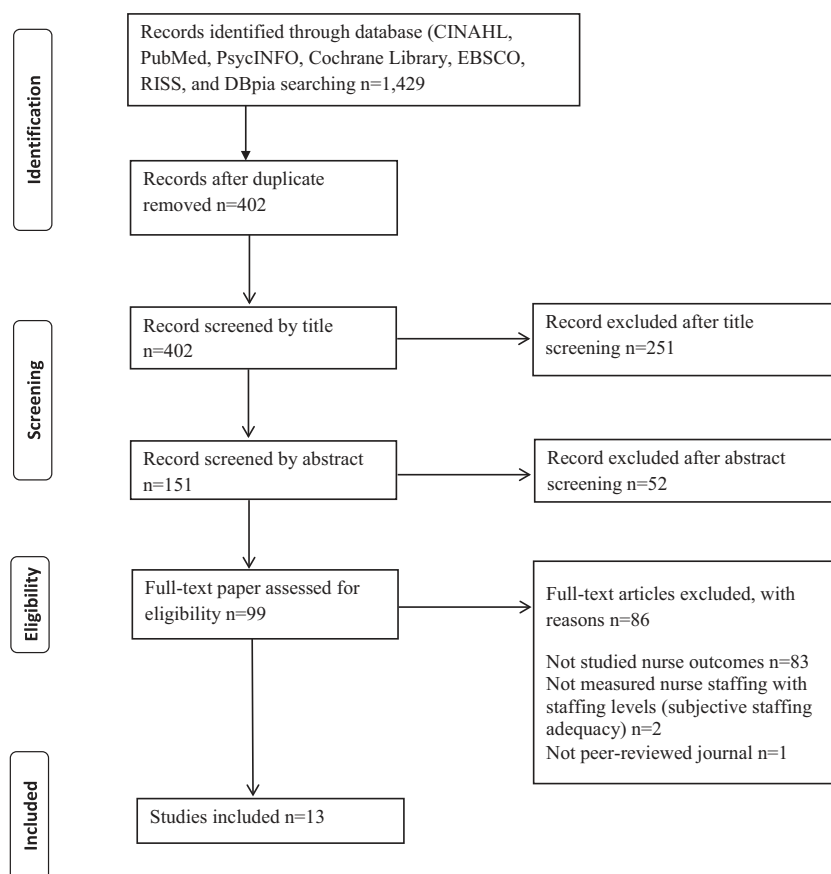 Identification
Records identified through database (CINAHL,
PubMed, PsycINFO, Cochrane Library, EBSCO,
RISS, and DBpia searching n=1,429
Records after duplicate
removed n=402
Screening
Record screened by title
n=402
Record excluded after title
screening n=251
Record screened by abstract
n=151
Record excluded after abstract
screening n=52
Eligibility
Full-text paper assessed for
eligibility n=99
Full-text articles excluded, with
reasons n=86
Not studied nurse outcomes n=83
Not measured nurse staffing with
staffing levels (subjective staffing
adequacy) n=2
Not peer-reviewed journal n=1
Included
Studies included n=13